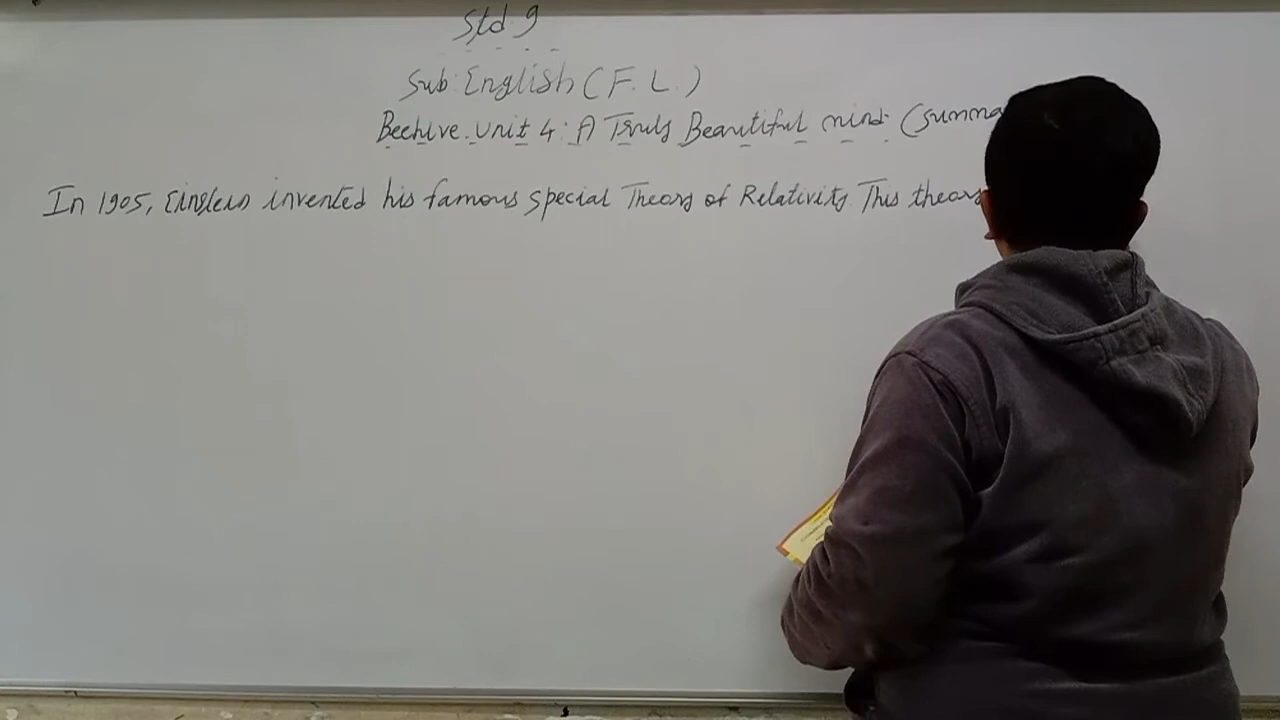 Std 9
Sub: English (F. L.)
Beehive. Unit 4: A Truly Beautiful mind. (Summa
In 1905, Einstein invented his famous special Theory of Relativity. This theory